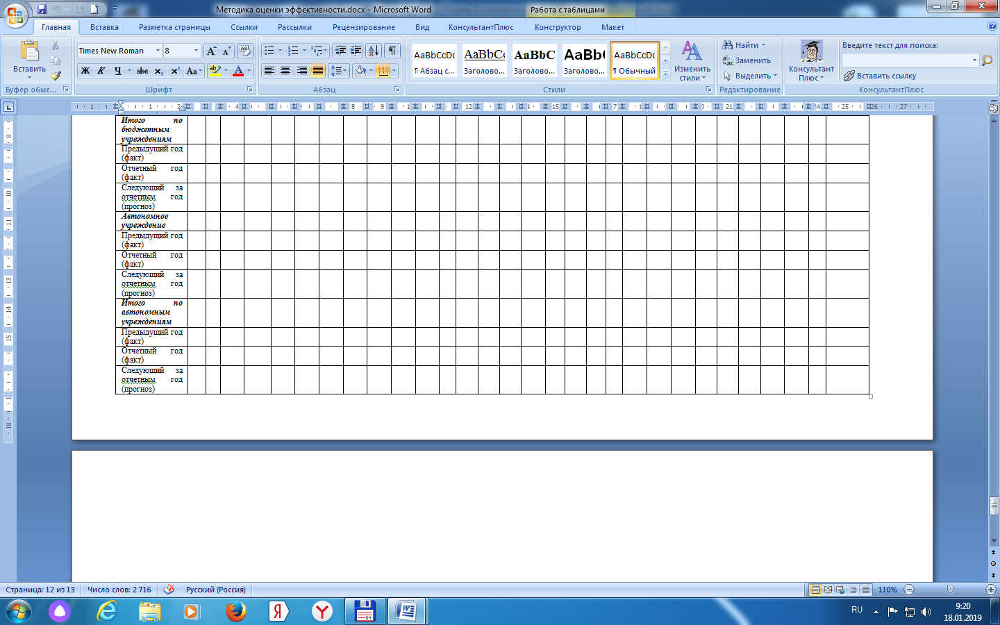 Методика оценки эффективности.docx - Microsoft Word
Работа с таблицами
Главная Вставка Разметка страницы Ссылки Рассылки Рецензирование Вид КонсультантПлюс Конструктор Макет
Вставить
Буфер обме...
Times New Roman 8
Ж К Ч abc x₂ x² Aa
Шрифт
Абзац
AaBbCcDc AaBbCc AaBbC AaBb AaBbCcDc
¶ Абзац с... Заголово... Заголово... Заголово... ¶ Обычный
Изменить стили
Стили
Найти
Заменить
Выделить
Редактирование
Консультант Плюс
Введите текст для поиска:
Вставить ссылку
КонсультантПлюс
Итого по
бюджетным
учреждениям
Предыдущий год
(факт)
Отчетный год
(факт)
Следующий за
отчетным год
(прогноз)
Автономное
учреждение
Предыдущий год
(факт)
Отчетный год
(факт)
Следующий за
отчетным год
(прогноз)
Итого по
автономным
учреждениям
Предыдущий год
(факт)
Отчетный год
(факт)
Следующий за
отчетным год
(прогноз)
Страница: 12 из 13 Число слов: 2 716 Русский (Россия) 110%
RU 9:20
18.01.2019